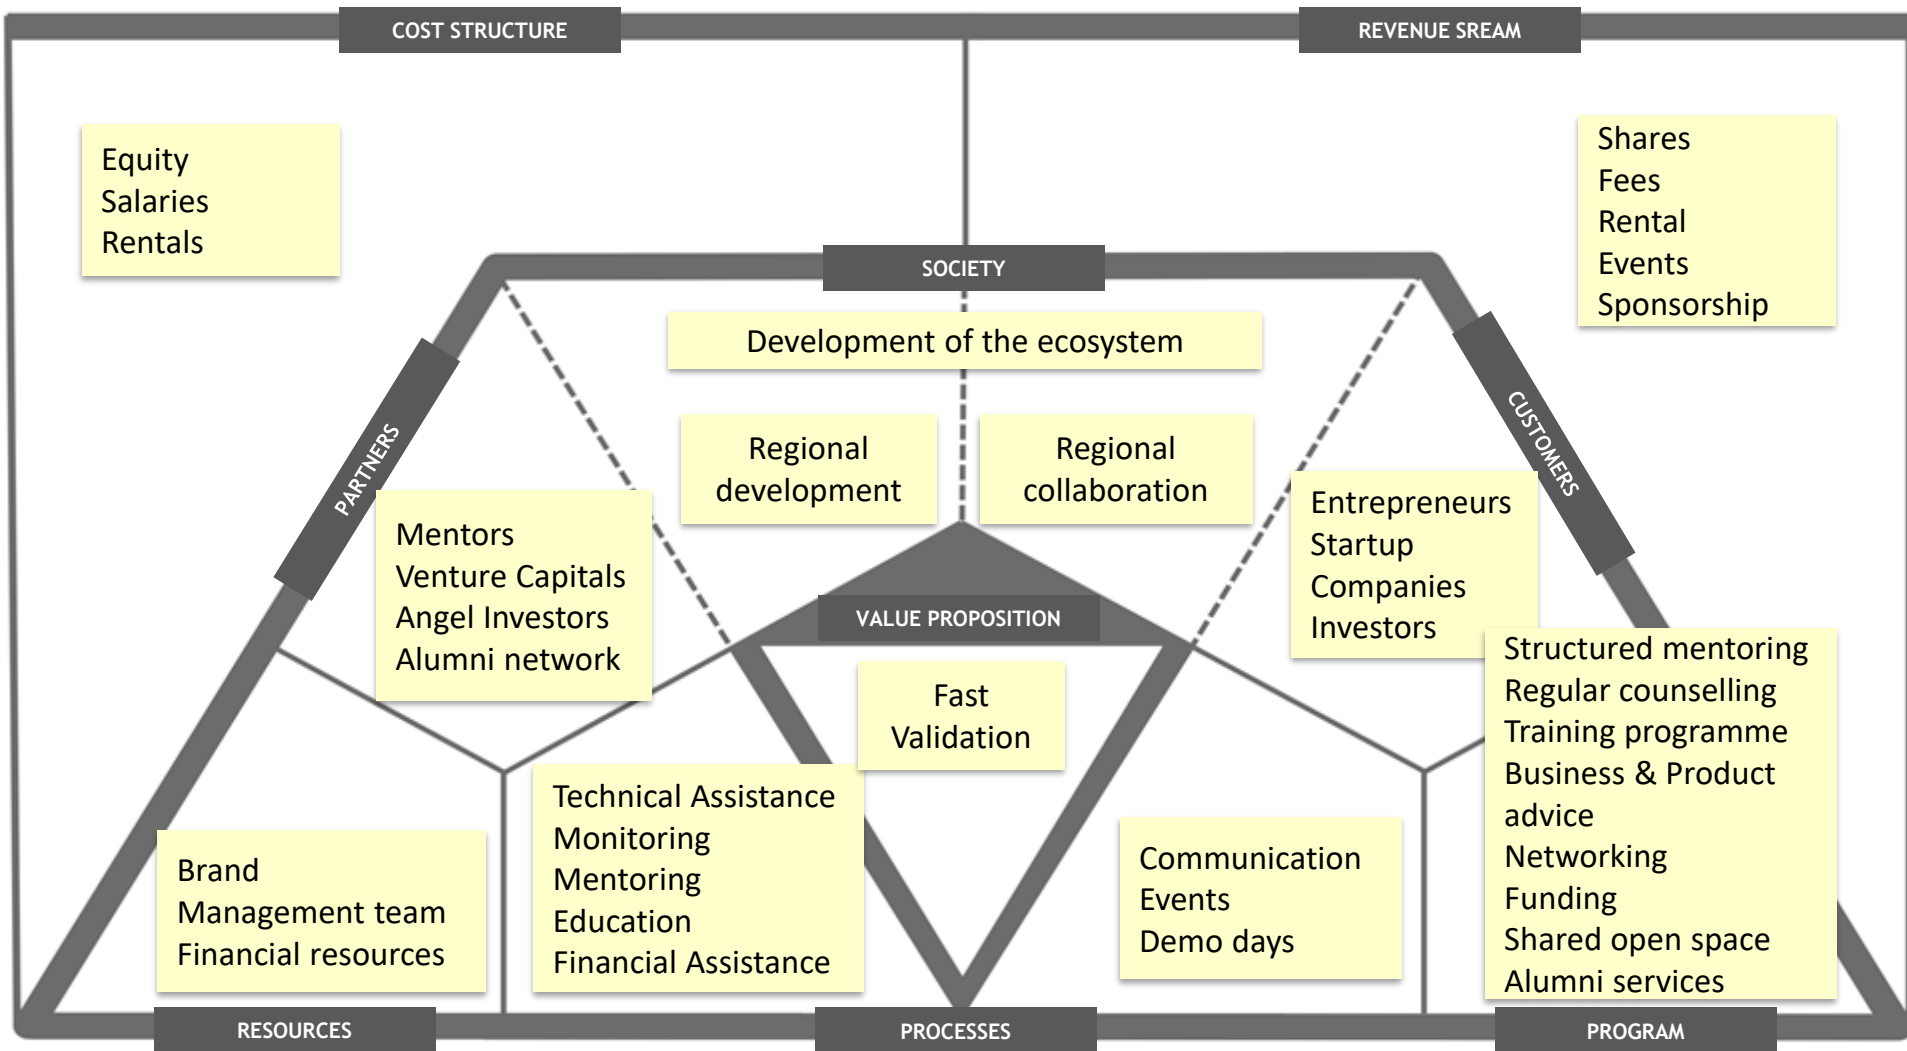 COST STRUCTURE
REVENUE SREAM
Equity
Salaries
Rentals
Shares
Fees
Rental
Events
Sponsorship
SOCIETY
Development of the ecosystem
Regional
development
Regional
collaboration
PARTNERS
Mentors
Venture Capitals
Angel Investors
Alumni network
CUSTOMERS
Entrepreneurs
Startup
Companies
Investors
VALUE PROPOSITION
Fast
Validation
Brand
Management team
Financial resources
Technical Assistance
Monitoring
Mentoring
Education
Financial Assistance
Communication
Events
Demo days
Structured mentoring
Regular counselling
Training programme
Business & Product
advice
Networking
Funding
Shared open space
Alumni services
RESOURCES
PROCESSES
PROGRAM